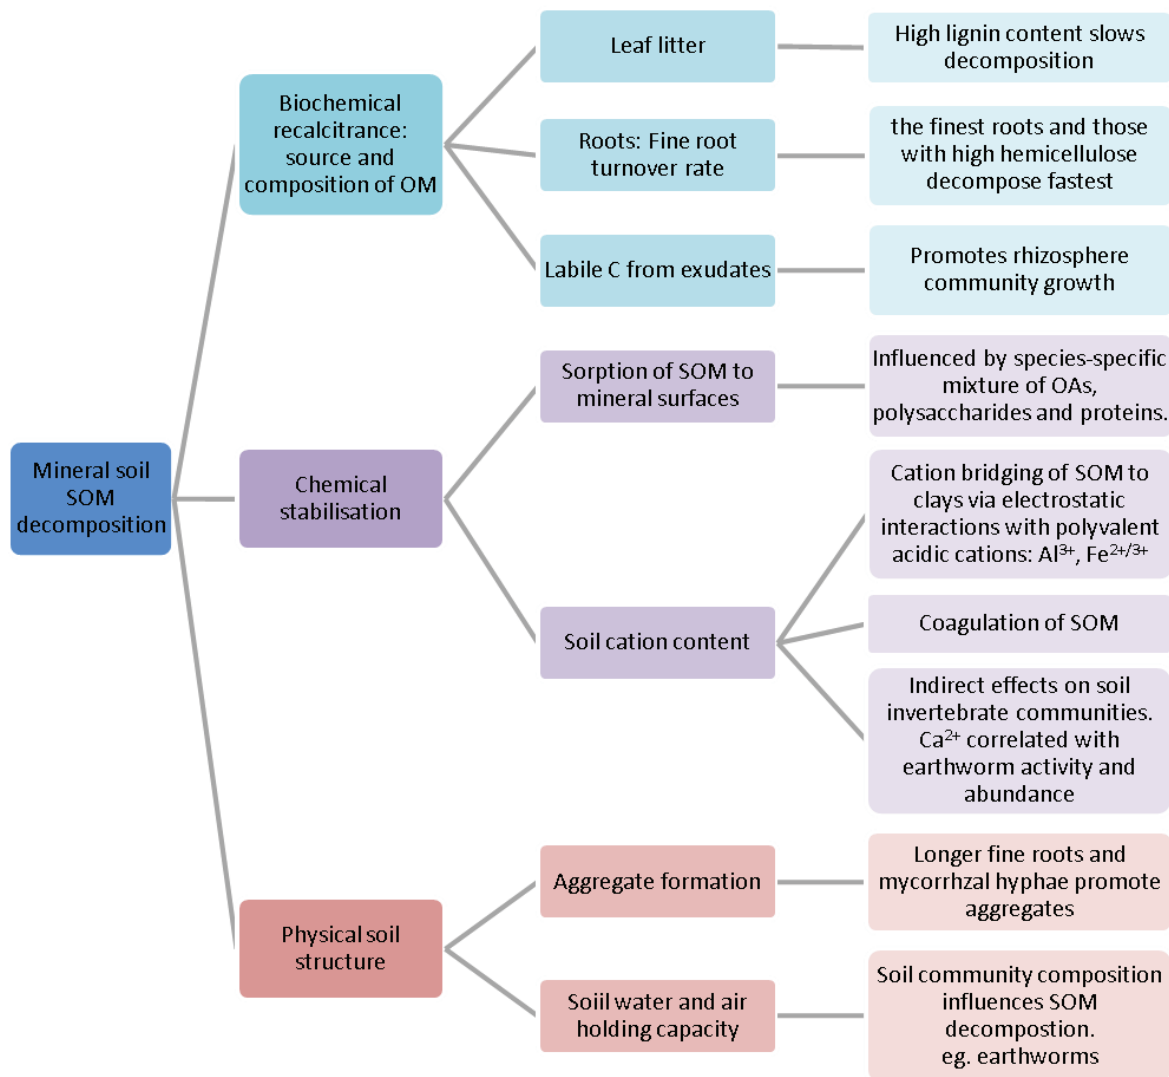 Mineral soil
SOM
decomposition
Biochemical
recalcitrance:
source and
composition of OM
Leaf litter
High lignin content slows
decomposition
Roots: Fine root
turnover rate
the finest roots and those
with high hemicellulose
decompose fastest
Labile C from exudates
Promotes rhizosphere
community growth
Chemical
stabilisation
Sorption of SOM to
mineral surfaces
Influenced by species-specific
mixture of OAs,
polysaccharides and proteins.
Soil cation content
Cation bridging of SOM to
clays via electrostatic
interactions with polyvalent
acidic cations: Al³⁺, Fe²⁺/³⁺
Coagulation of SOM
Indirect effects on soil
invertebrate communities.
Ca²⁺ correlated with
earthworm activity and
abundance
Physical soil
structure
Aggregate formation
Longer fine roots and
mycorrhzal hyphae promote
aggregates
Soiil water and air
holding capacity
Soil community composition
influences SOM
decompostion.
eg. earthworms